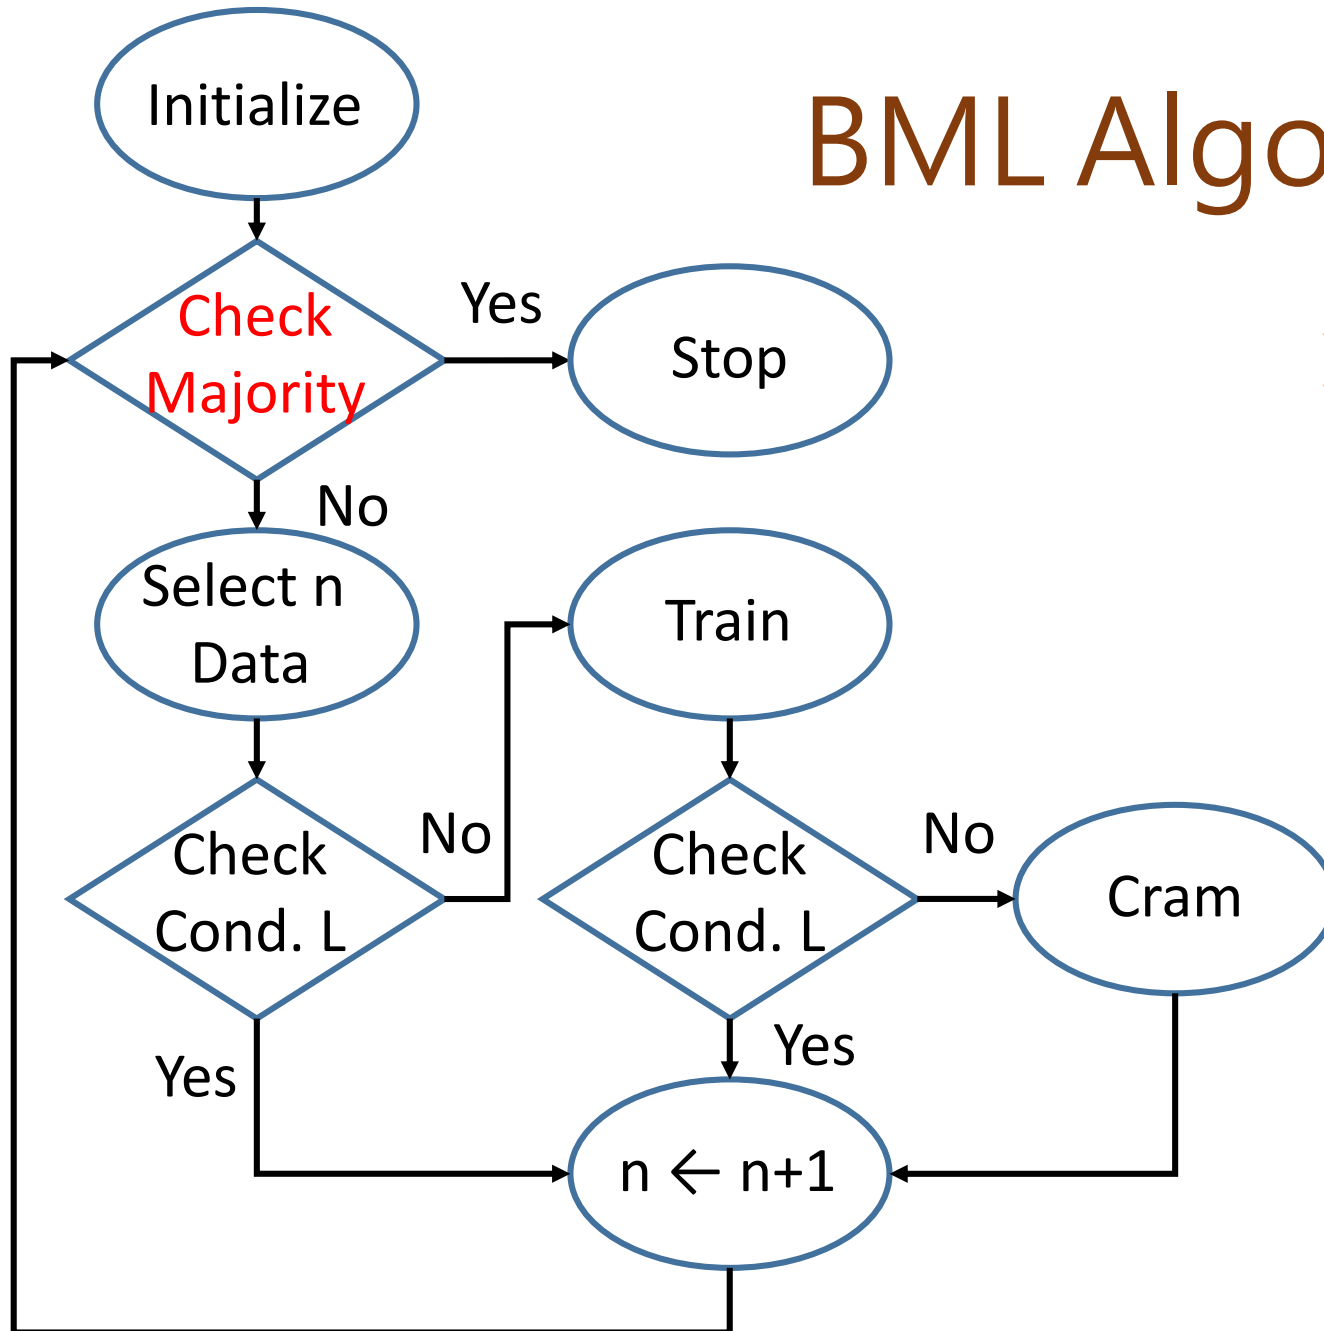 Initialize
BML Algo
Check
Majority
Yes
Stop
No
Select n
Data
Train
Check
Cond. L
No
Check
Cond. L
No
Cram
Yes
Yes
n ← n+1